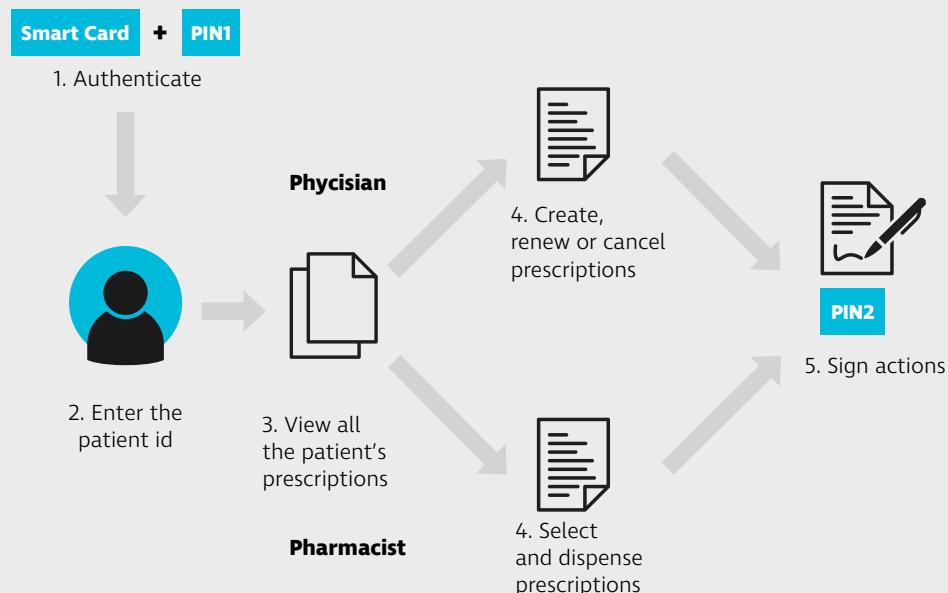 Smart Card + PIN1
1. Authenticate
Phycisian
4. Create,
renew or cancel
prescriptions
PIN2
5. Sign actions
2. Enter the
patient id
3. View all
the patient's
prescriptions
Pharmacist
4. Select
and dispense
prescriptions